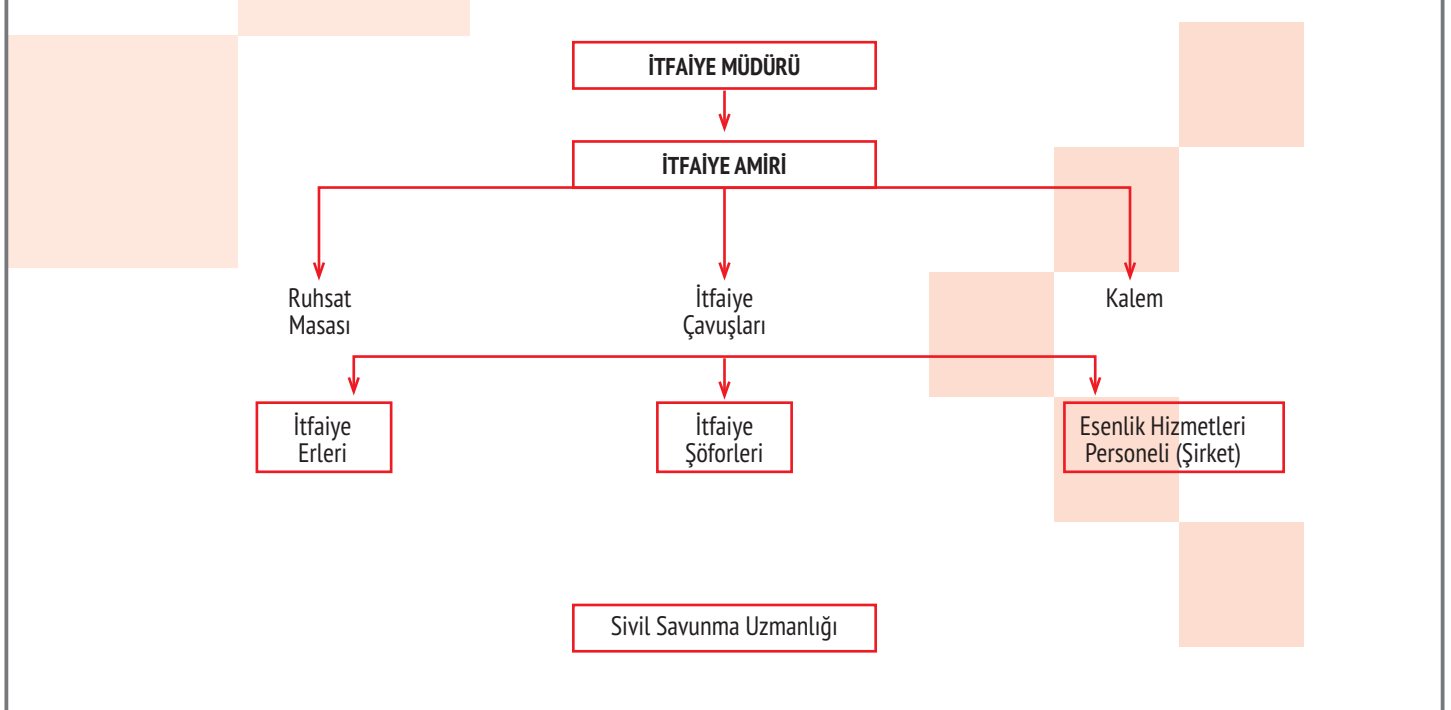 İTFAİYE MÜDÜRÜ
İTFAİYE AMİRİ
Ruhsat
Masası
İtfaiye
Çavuşları
Kalem
İtfaiye
Erleri
İtfaiye
Şöforleri
Esenlik Hizmetleri
Personeli (Şirket)
Sivil Savunma Uzmanlığı